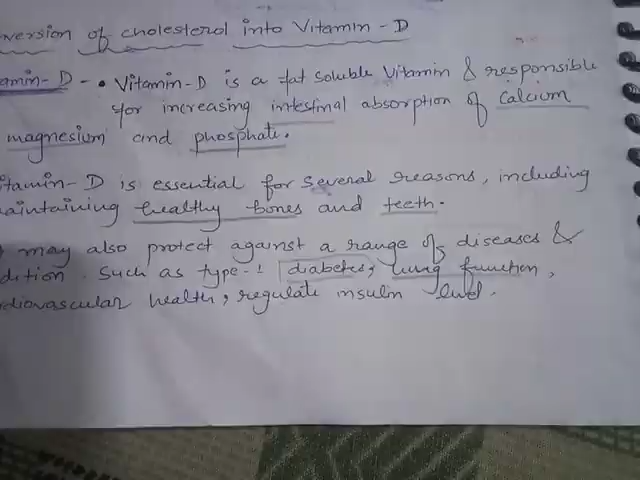 version of cholesterol into Vitamin-D
amin-D - • Vitamin-D is a fat soluble Vitamin & responsible
for increasing intestinal absorption of Calcium
magnesium and phosphate.
itamin-D is essential for several reasons, including
aintaining healthy bones and teeth.
may also protect against a range of diseases &
dition. Such as type-1 diabetes, lung function,
diovascular health, regulate insulin level.